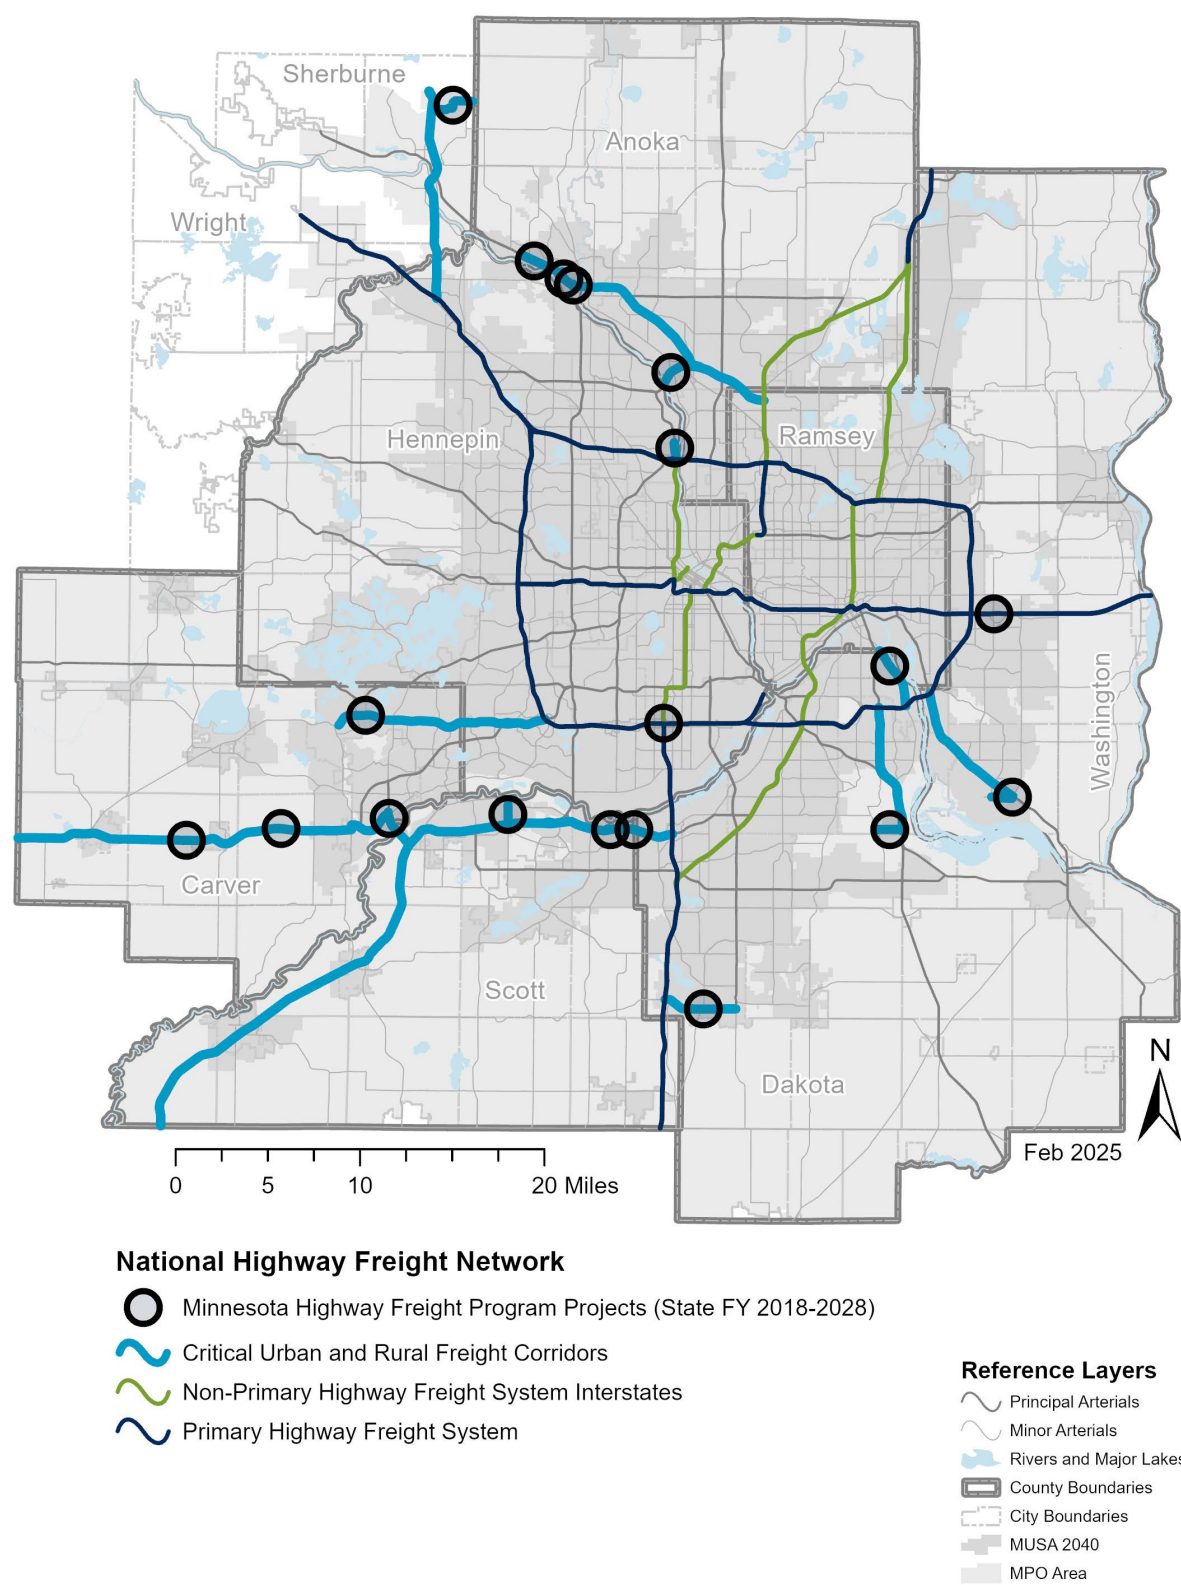 Sherburne
Anoka
Wright
Hennepin
Ramsey
Washington
Carver
Scott
Dakota
N
Feb 2025
0 5 10 20 Miles
National Highway Freight Network
Minnesota Highway Freight Program Projects (State FY 2018-2028)
Critical Urban and Rural Freight Corridors
Non-Primary Highway Freight System Interstates
Primary Highway Freight System
Reference Layers
Principal Arterials
Minor Arterials
Rivers and Major Lakes
County Boundaries
City Boundaries
MUSA 2040
MPO Area